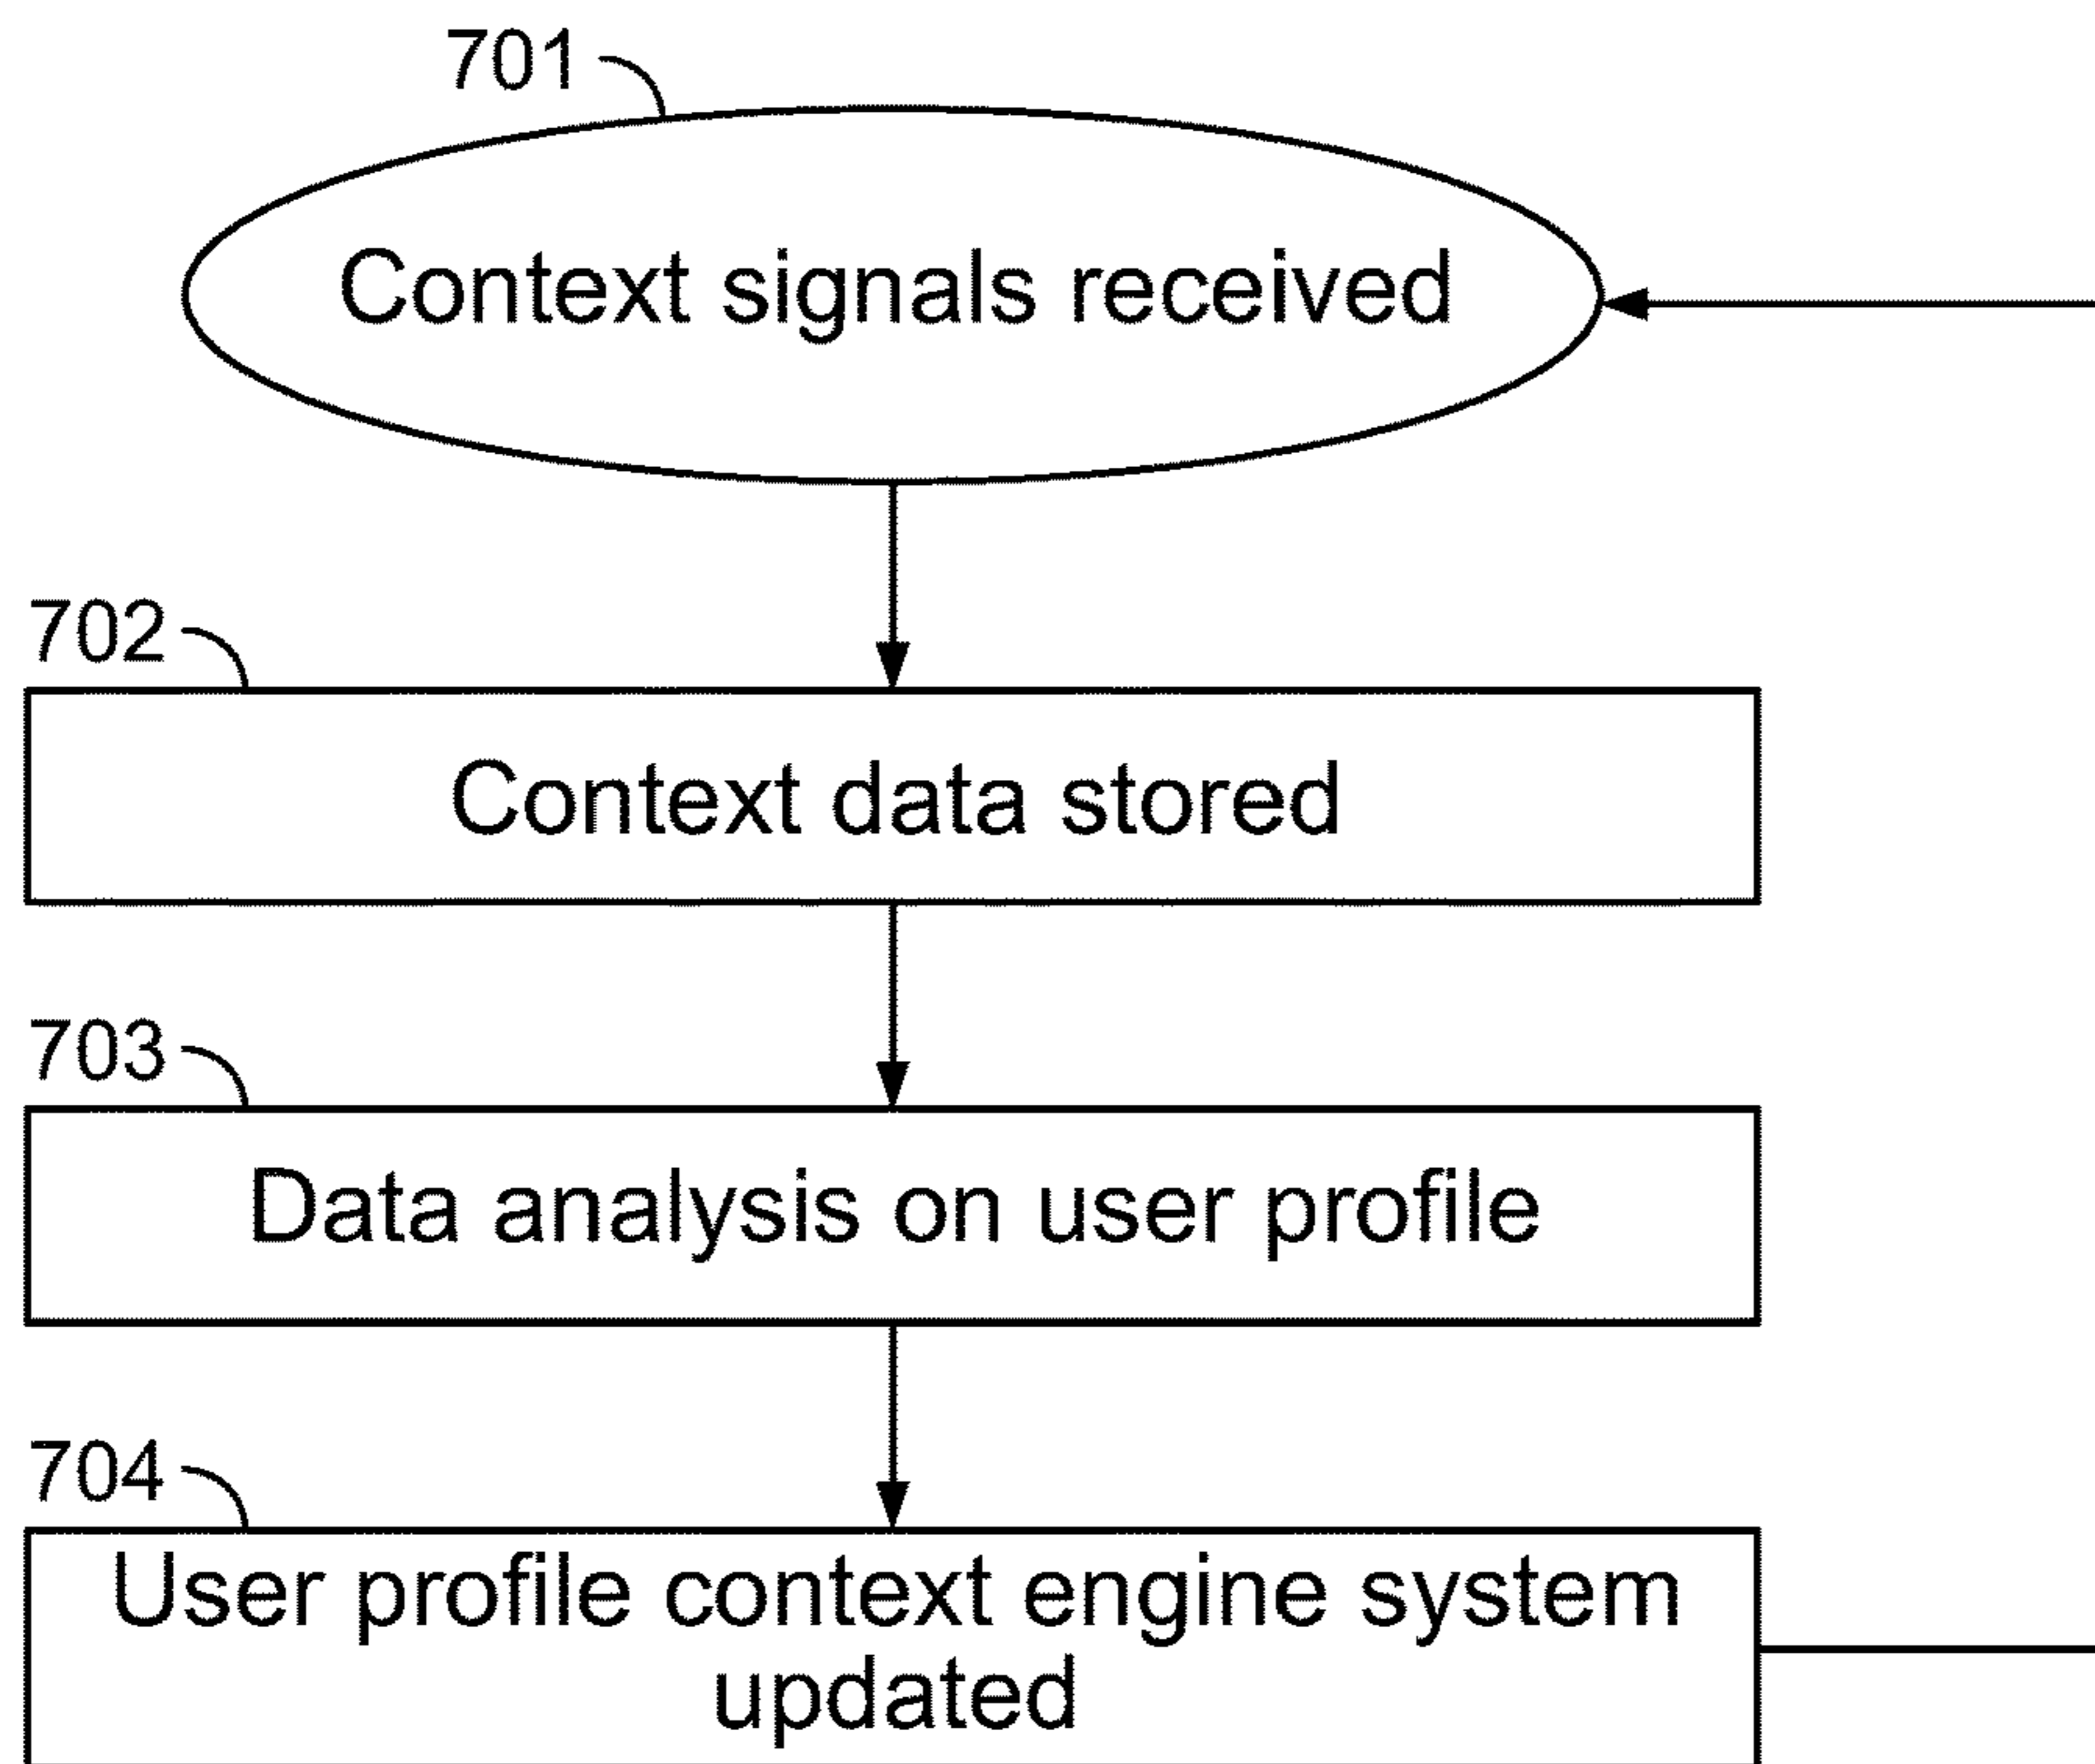 701
Context signals received
702
Context data stored
703
Data analysis on user profile
704
User profile context engine system
updated